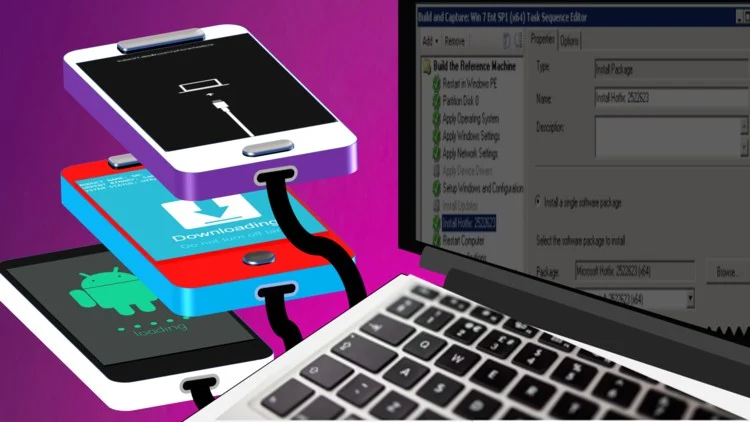 Downloading
Do not turn off
loading
Build and Capture: Win 7 Ent SP1 (x64) Task Sequence Editor
Add
Remove
Properties
Options
Build the Reference Machine
Restart in Windows PE
Partition Disk 0
Apply Operating System
Apply Windows Settings
Apply Network Settings
Apply Device Drivers
Setup Windows and Configuration
Install Updates
Install Hotfix 2522623
Restart Computer
Type:
Install Package
Name:
Install Hotfix 2522623
Description:
Install a single software package
Select the software package to install
Package:
Microsoft Hotfix 2522623 (x64)
Browse...
2522623 (x64)
Q W E R T Y
A S D